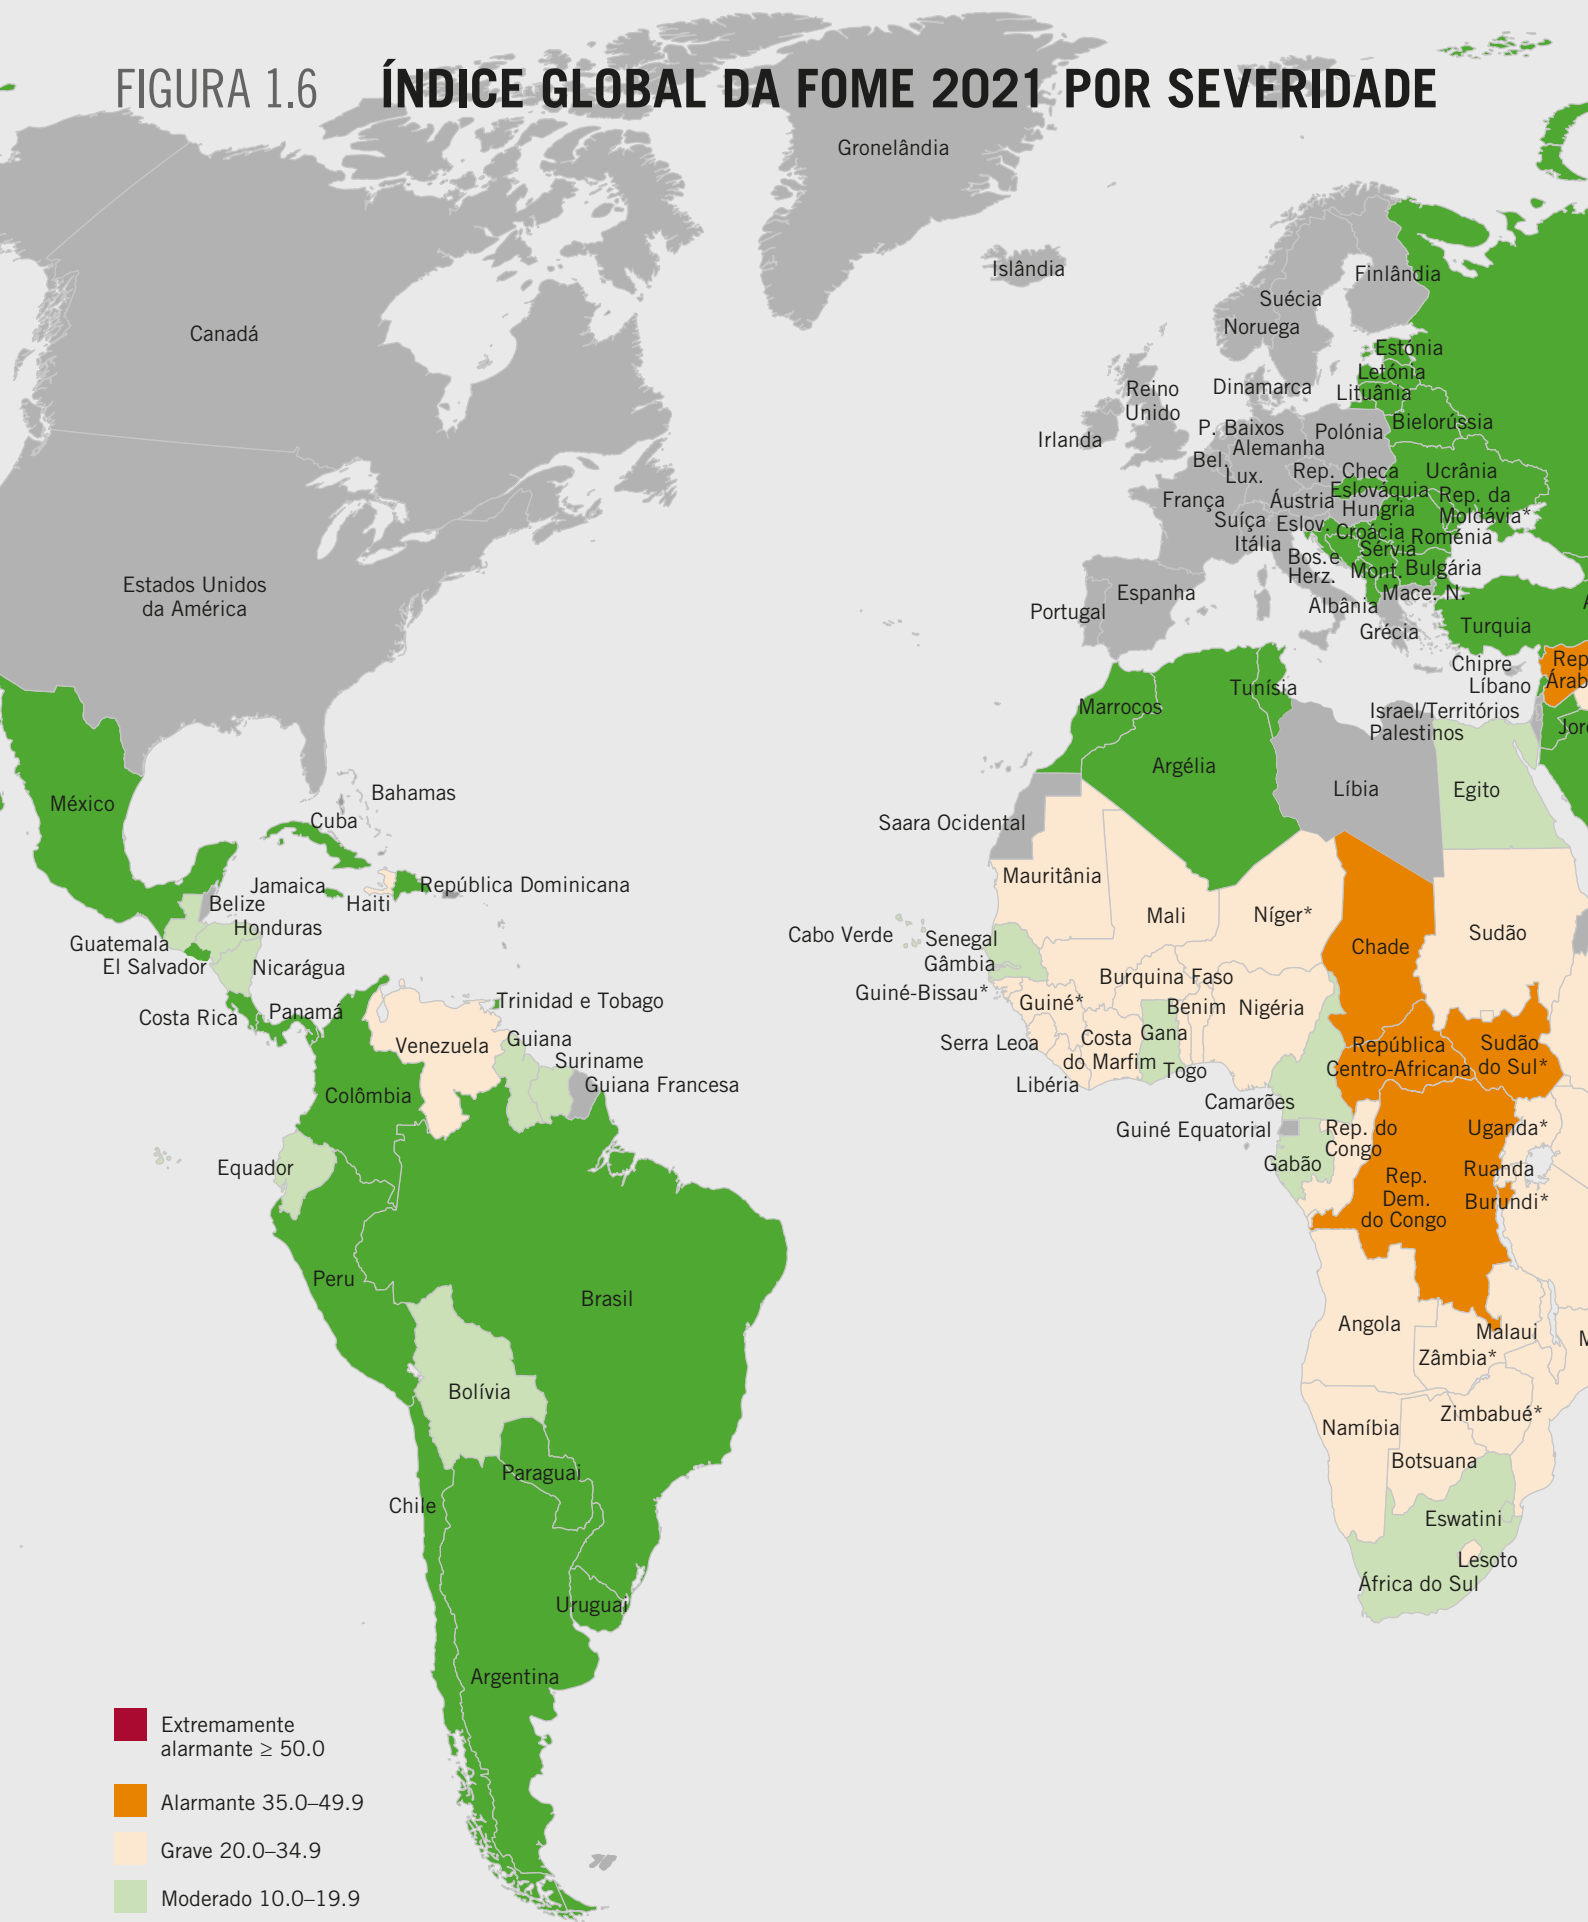 FIGURA 1.6 ÍNDICE GLOBAL DA FOME 2021 POR SEVERIDADE
Gronelândia
Islândia
Finlândia
Suécia
Noruega
Canadá
Estónia
Letónia
Lituânia
Dinamarca
Reino
Unido
Irlanda
P. Baixos
Alemanha
Polónia
Bielorússia
Bel.
Lux.
Rep. Checa
Ucrânia
Eslováquia
França
Áustria
Hungria
Rep. da
Moldávia*
Suíça
Eslov.
Croácia
Roménia
Itália
Sérvia
Bos.e
Herz.
Mont.
Bulgária
Estados Unidos
da América
Espanha
Mace. N.
Portugal
Albânia
Grécia
Turquia
Chipre
Rep
Líbano
Árab
Tunísia
Marrocos
Israel/Territórios
Palestinos
Jor
Argélia
Líbia
Egito
México
Bahamas
Cuba
Saara Ocidental
Jamaica
República Dominicana
Belize
Haiti
Mauritânia
Mali
Níger*
Chade
Sudão
Honduras
Guatemala
El Salvador
Nicarágua
Cabo Verde
Senegal
Gâmbia
Burquina Faso
Guiné-Bissau*
Guiné*
Benim
Nigéria
Costa Rica
Panamá
Trinidad e Tobago
Venezuela
Guiana
Suriname
Guiana Francesa
Serra Leoa
Costa
do Marfim
Gana
Libéria
Togo
República
Centro-Africana
Sudão
do Sul*
Colômbia
Camarões
Guiné Equatorial
Rep. do
Congo
Uganda*
Equador
Gabão
Rep.
Dem.
do Congo
Ruanda
Burundi*
Peru
Brasil
Angola
Malaui
M
Zâmbia*
Bolívia
Zimbabué*
Namíbia
Botsuana
Paraguai
Chile
Eswatini
Lesoto
África do Sul
Uruguai
Argentina
Extremamente
alarmante ≥ 50.0
Alarmante 35.0–49.9
Grave 20.0–34.9
Moderado 10.0–19.9